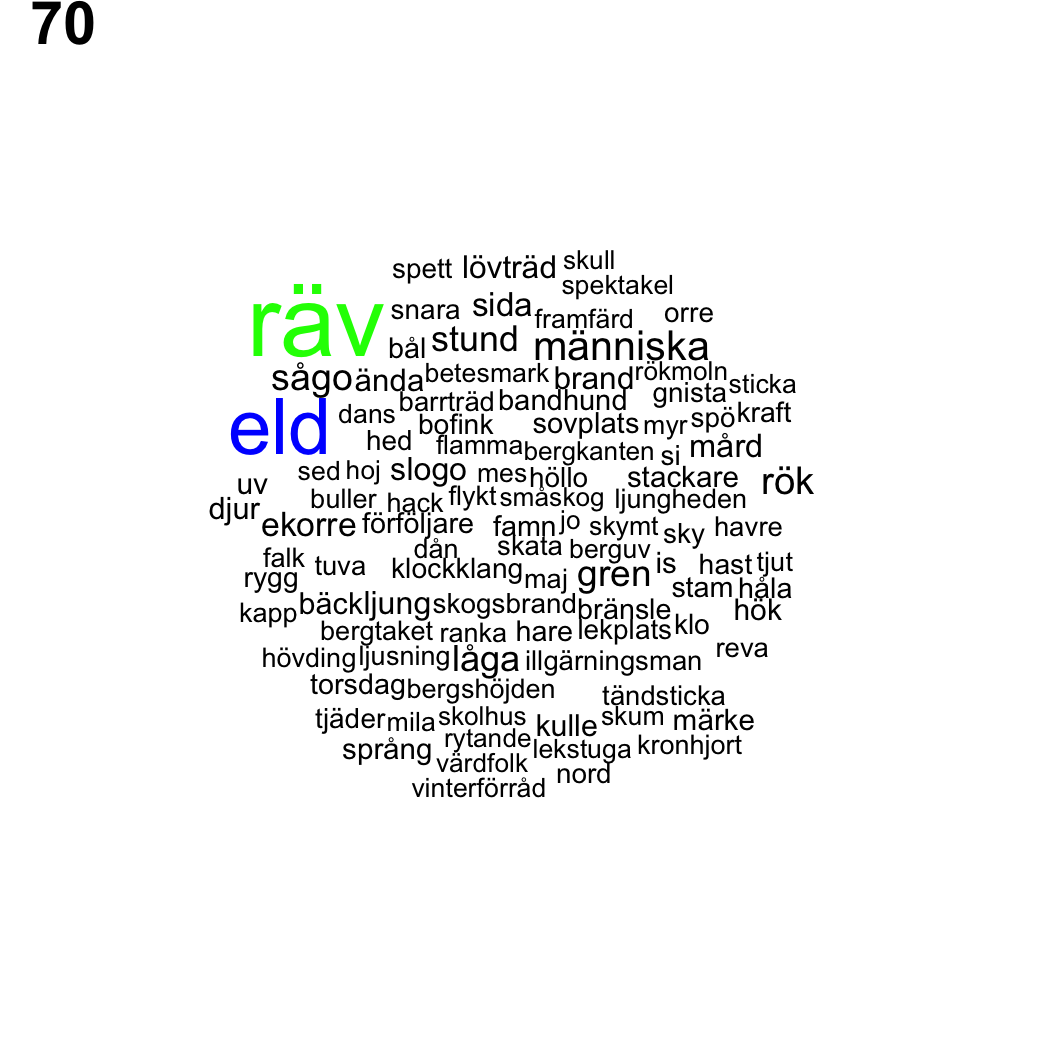 70
spett lövträd skull
spektakel
räv snara sida framfärd orre
bål stund människa
sågo ända betesmark brand rökmoln
gnista sticka
eld dans barrträd bandhund
bofink sovplats myr spö kraft
hed flamma bergkanten sj mård
sed hoj slogo mes höllo stackare rök
uv
djur buller hack flykt småskog ljungheden
ekorre förföljare famn jo skymt sky havre
dån skata berguv
falk tuva klockklang maj gren is hast tjut
rygg stam håla
kapp bäckljung skogsbrand bränsle hök
bergtaket ranka hare lekplats klo
hövding ljusning låga illgärningsman reva
torsdag bergshöjden tändsticka
tjäder mila skolhus kulle skum märke
språng rytande lekstuga kronhjort
värdfolk nord
vinterförråd